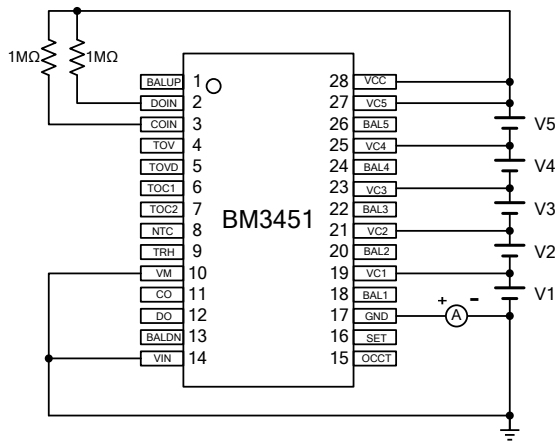 1MΩ 1MΩ
BALUP 1 28 VCC
DOIN 2 27 VC5
COIN 3 26 BAL5 V5
TOV 4 25 VC4
TOVD 5 24 BAL4 V4
TOC1 6 23 VC3
TOC2 7 22 BAL3 V3
BM3451
NTC 8 21 VC2
TRH 9 20 BAL2 V2
VM 10 19 VC1
CO 11 18 BAL1 V1
DO 12 17 GND + A -
BALDN 13 16 SET
VIN 14 15 OCCT